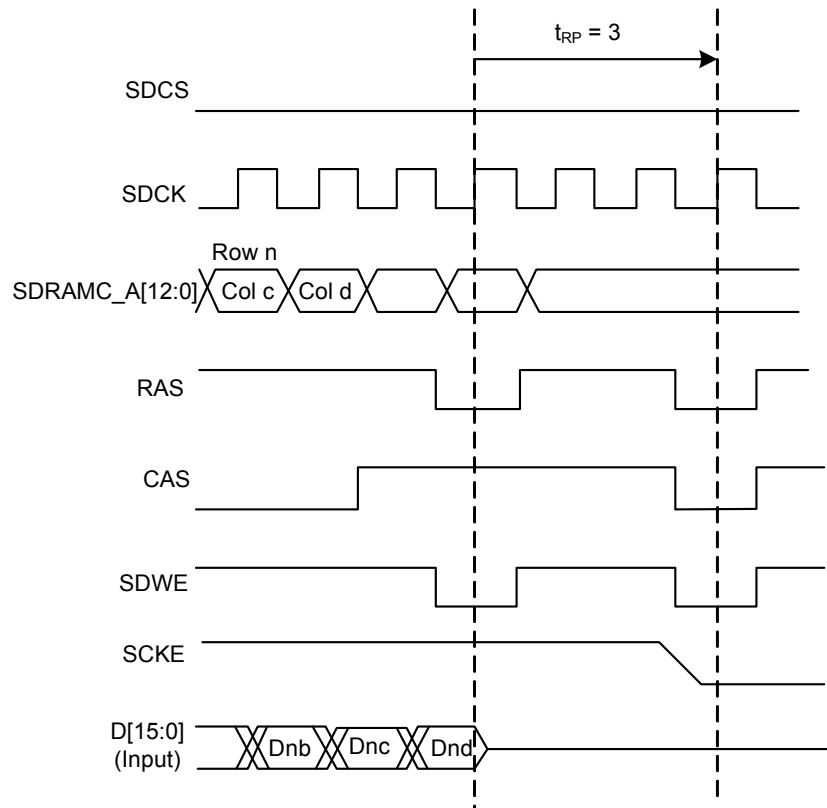 tRP = 3
SDCS
SDCK
Row n
SDRAMC_A[12:0]
Col c
Col d
RAS
CAS
SDWE
SCKE
D[15:0]
(Input)
Dnb
Dnc
Dnd